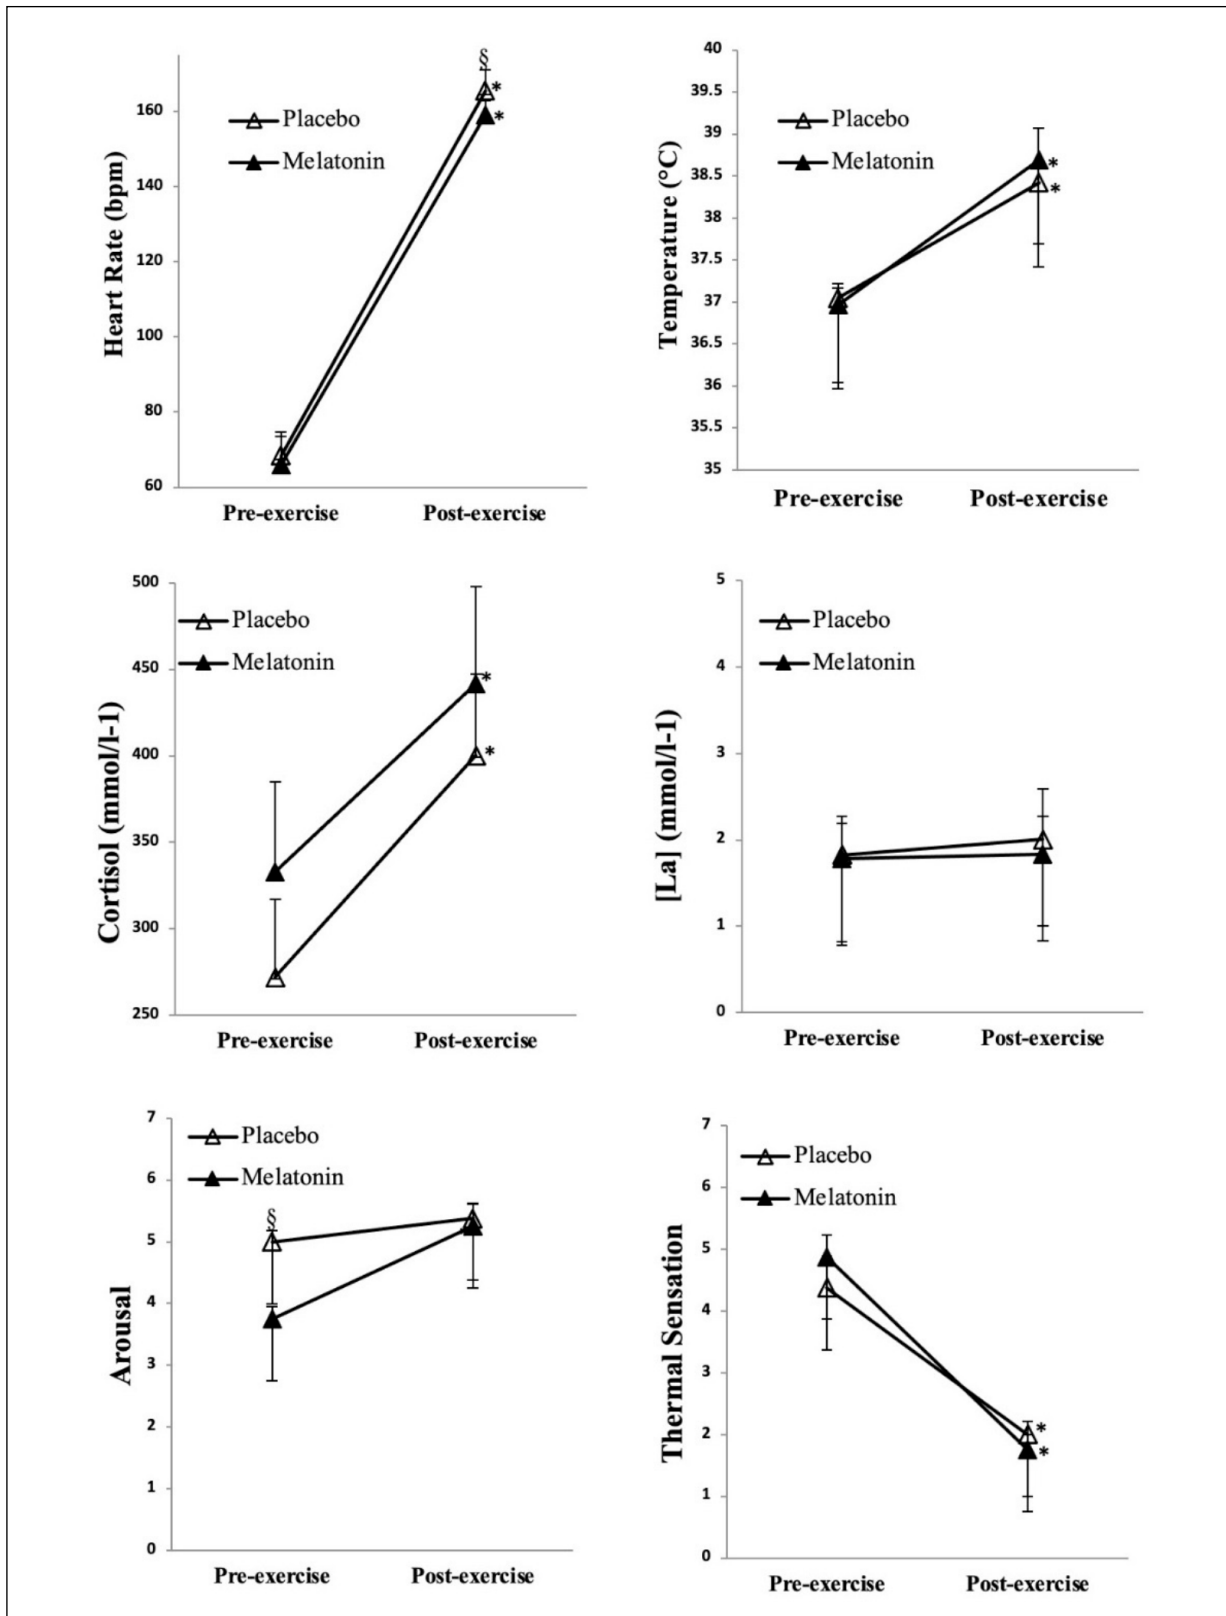 §
160
*
Placebo
*
140
Melatonin
120
100
80
60
Heart Rate (bpm)
Pre-exercise Post-exercise
40
39.5
39
Placebo
38.5
Melatonin
*
*
38
37.5
37
36.5
36
35.5
35
Temperature (°C)
Pre-exercise Post-exercise
500
Placebo
450
Melatonin
*
400
*
350
300
250
Cortisol (mmol/l-1)
Pre-exercise Post-exercise
5
Placebo
4
Melatonin
3
2
1
0
[La] (mmol/l-1)
Pre-exercise Post-exercise
7
Placebo
6
Melatonin
§
5
4
3
2
1
0
Arousal
Pre-exercise Post-exercise
7
Placebo
6
Melatonin
5
4
3
2
*
*
1
0
Thermal Sensation
Pre-exercise Post-exercise